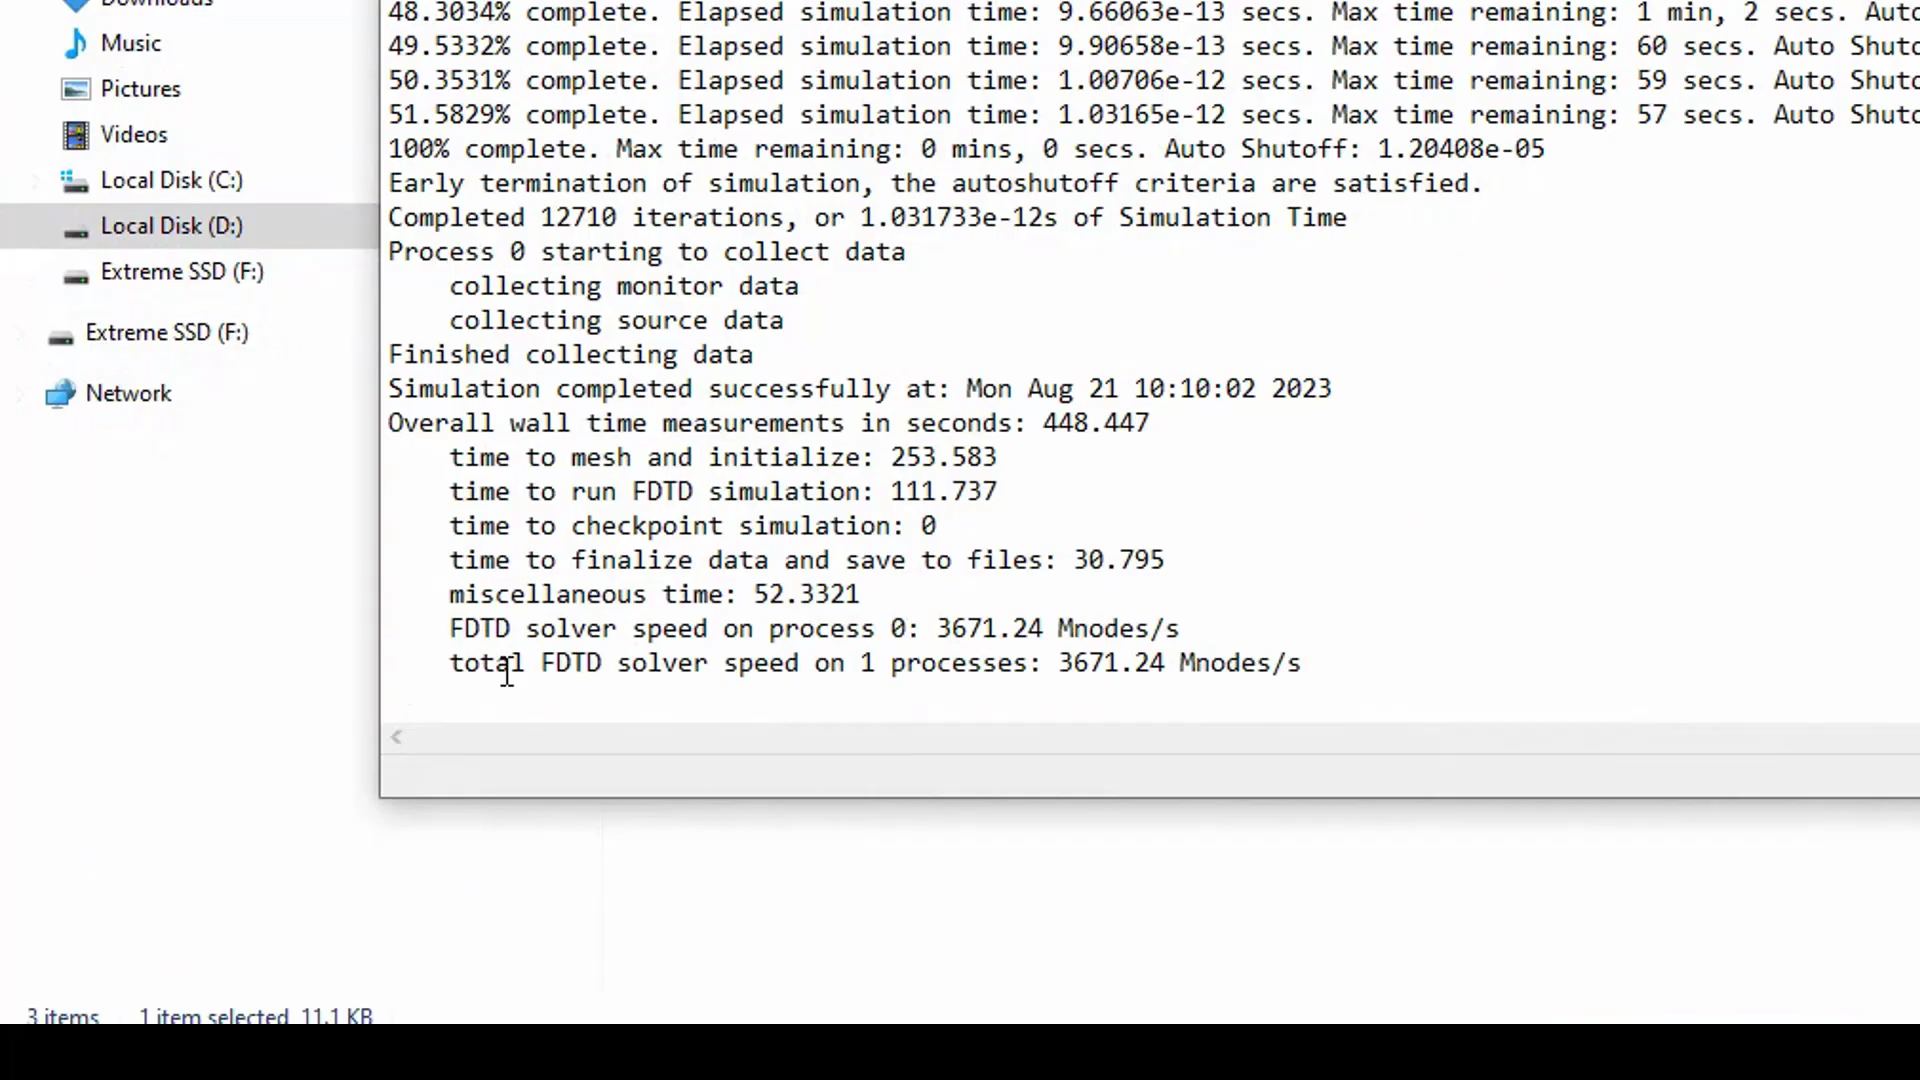 Downloads
Music
Pictures
Videos
Local Disk (C:)
Local Disk (D:)
Extreme SSD (F:)
Extreme SSD (F:)
Network
48.3034% complete. Elapsed simulation time: 9.66063e-13 secs. Max time remaining: 1 min, 2 secs. Auto
49.5332% complete. Elapsed simulation time: 9.90658e-13 secs. Max time remaining: 60 secs. Auto Shuto
50.3531% complete. Elapsed simulation time: 1.00706e-12 secs. Max time remaining: 59 secs. Auto Shuto
51.5829% complete. Elapsed simulation time: 1.03165e-12 secs. Max time remaining: 57 secs. Auto Shuto
100% complete. Max time remaining: 0 mins, 0 secs. Auto Shutoff: 1.20408e-05
Early termination of simulation, the autoshutoff criteria are satisfied.
Completed 12710 iterations, or 1.031733e-12s of Simulation Time
Process 0 starting to collect data
collecting monitor data
collecting source data
Finished collecting data
Simulation completed successfully at: Mon Aug 21 10:10:02 2023
Overall wall time measurements in seconds: 448.447
time to mesh and initialize: 253.583
time to run FDTD simulation: 111.737
time to checkpoint simulation: 0
time to finalize data and save to files: 30.795
miscellaneous time: 52.3321
FDTD solver speed on process 0: 3671.24 Mnodes/s
total FDTD solver speed on 1 processes: 3671.24 Mnodes/s
3 items 1 item selected 11.1 KB